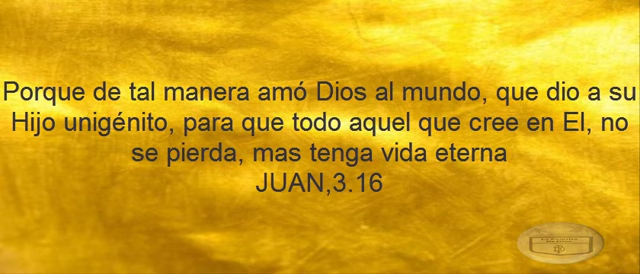 Porque de tal manera amó Dios al mundo, que dio a su
Hijo unigénito, para que todo aquel que cree en El, no
se pierda, mas tenga vida eterna
JUAN,3.16